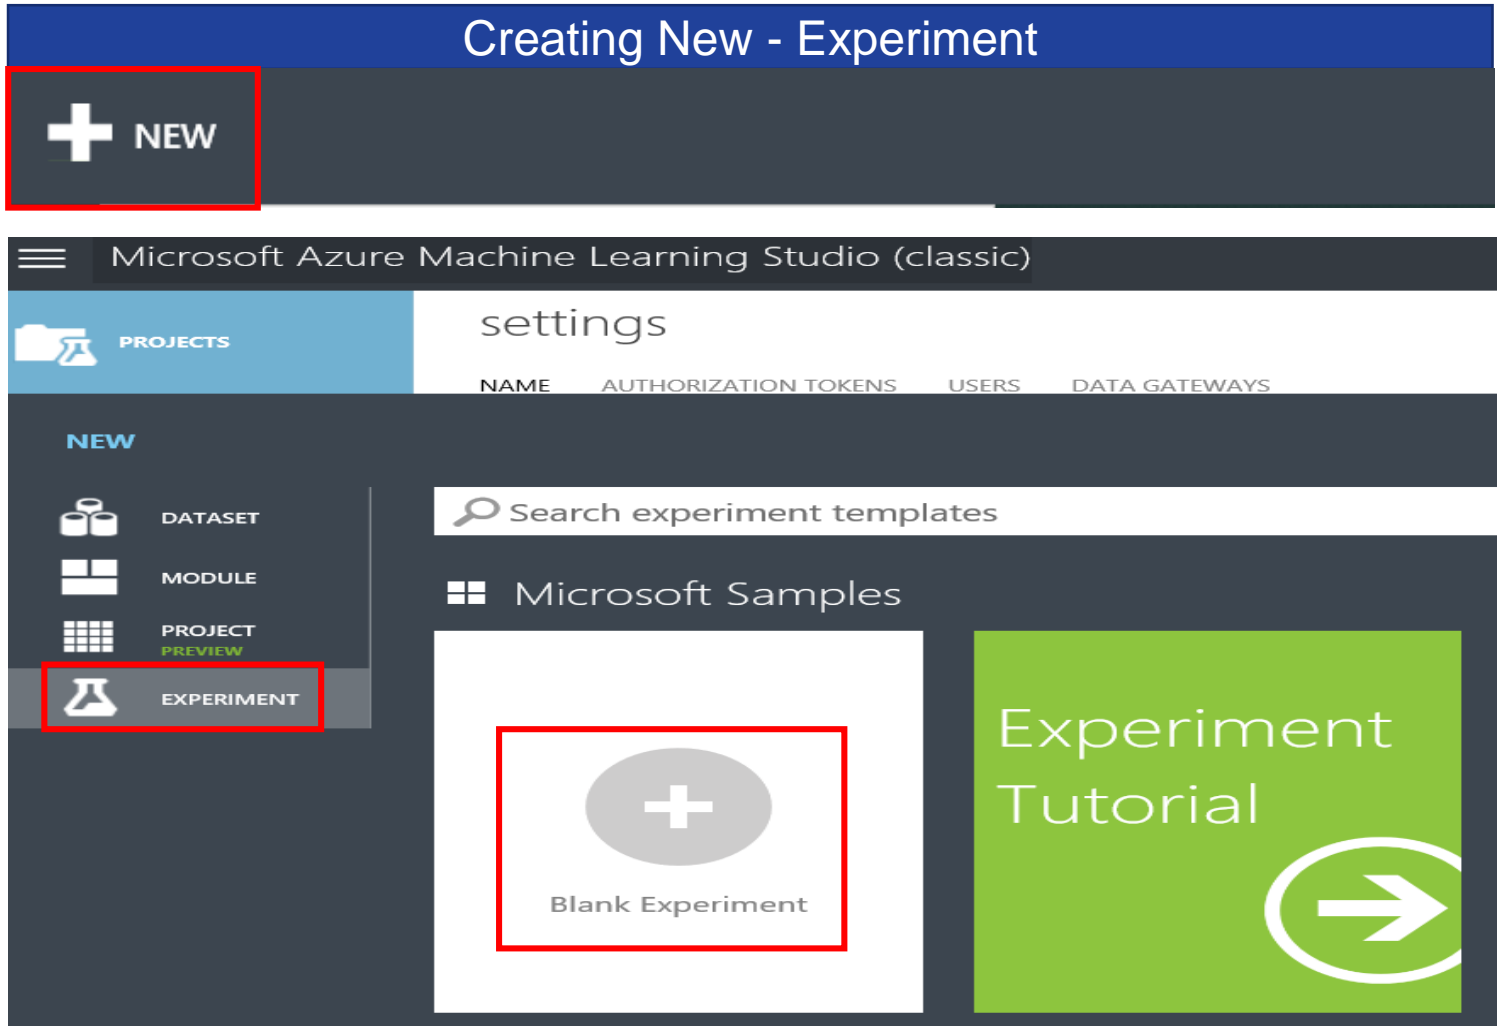 Creating New - Experiment
NEW
Microsoft Azure Machine Learning Studio (classic)
PROJECTS
settings
NAME AUTHORIZATION TOKENS USERS DATA GATEWAYS
NEW
DATASET
MODULE
PROJECT
PREVIEW
EXPERIMENT
Search experiment templates
Microsoft Samples
Blank Experiment
Experiment
Tutorial